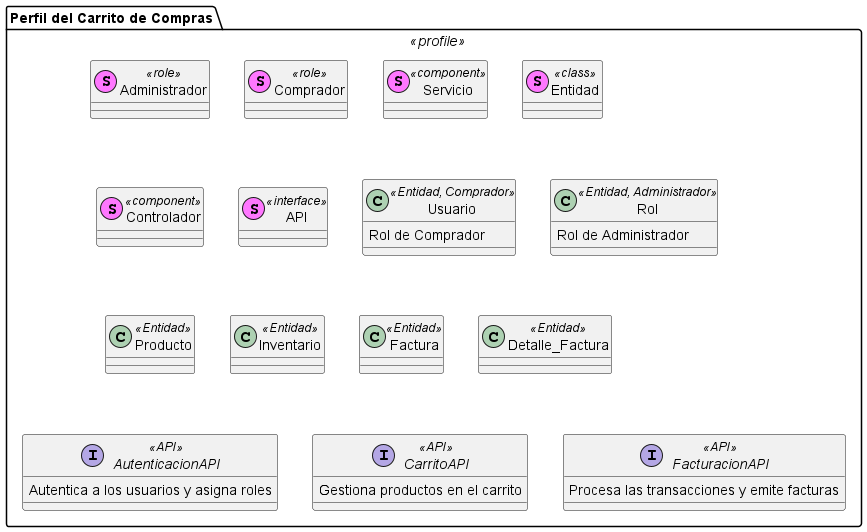 Perfil del Carrito de Compras
«profile»
S «role»
Administrador
S «role»
Comprador
S «component»
Servicio
S «class»
Entidad
S «component»
Controlador
S «interface»
API
C «Entidad, Comprador»
Usuario
Rol de Comprador
C «Entidad, Administrador»
Rol
Rol de Administrador
C «Entidad»
Producto
C «Entidad»
Inventario
C «Entidad»
Factura
C «Entidad»
Detalle_Factura
I «API»
AutenticacionAPI
Autentica a los usuarios y asigna roles
I «API»
CarritoAPI
Gestiona productos en el carrito
I «API»
FacturacionAPI
Procesa las transacciones y emite facturas